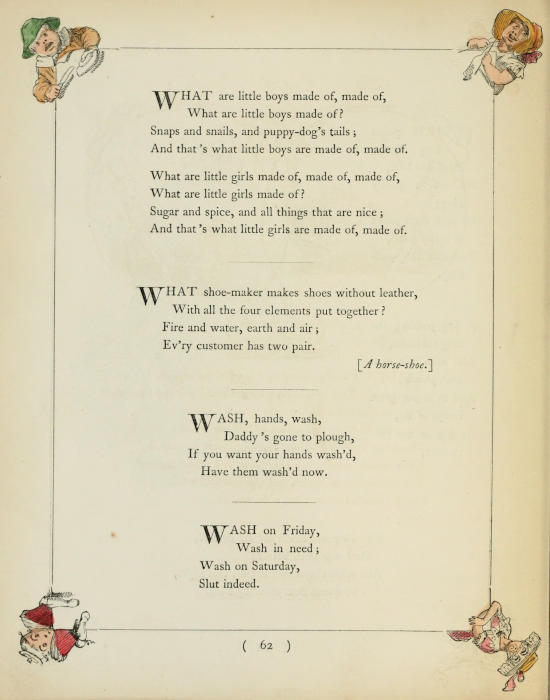 WHAT are little boys made of, made of,
What are little boys made of?
Snaps and snails, and puppy-dog's tails;
And that's what little boys are made of, made of.
What are little girls made of, made of, made of,
What are little girls made of?
Sugar and spice, and all things that are nice;
And that's what little girls are made of, made of.
WHAT shoe-maker makes shoes without leather,
With all the four elements put together?
Fire and water, earth and air;
Ev'ry customer has two pair.
[A horse-shoe.]
WASH, hands, wash,
Daddy's gone to plough,
If you want your hands wash'd,
Have them wash'd now.
WASH on Friday,
Wash in need;
Wash on Saturday,
Slut indeed.
( 62 )